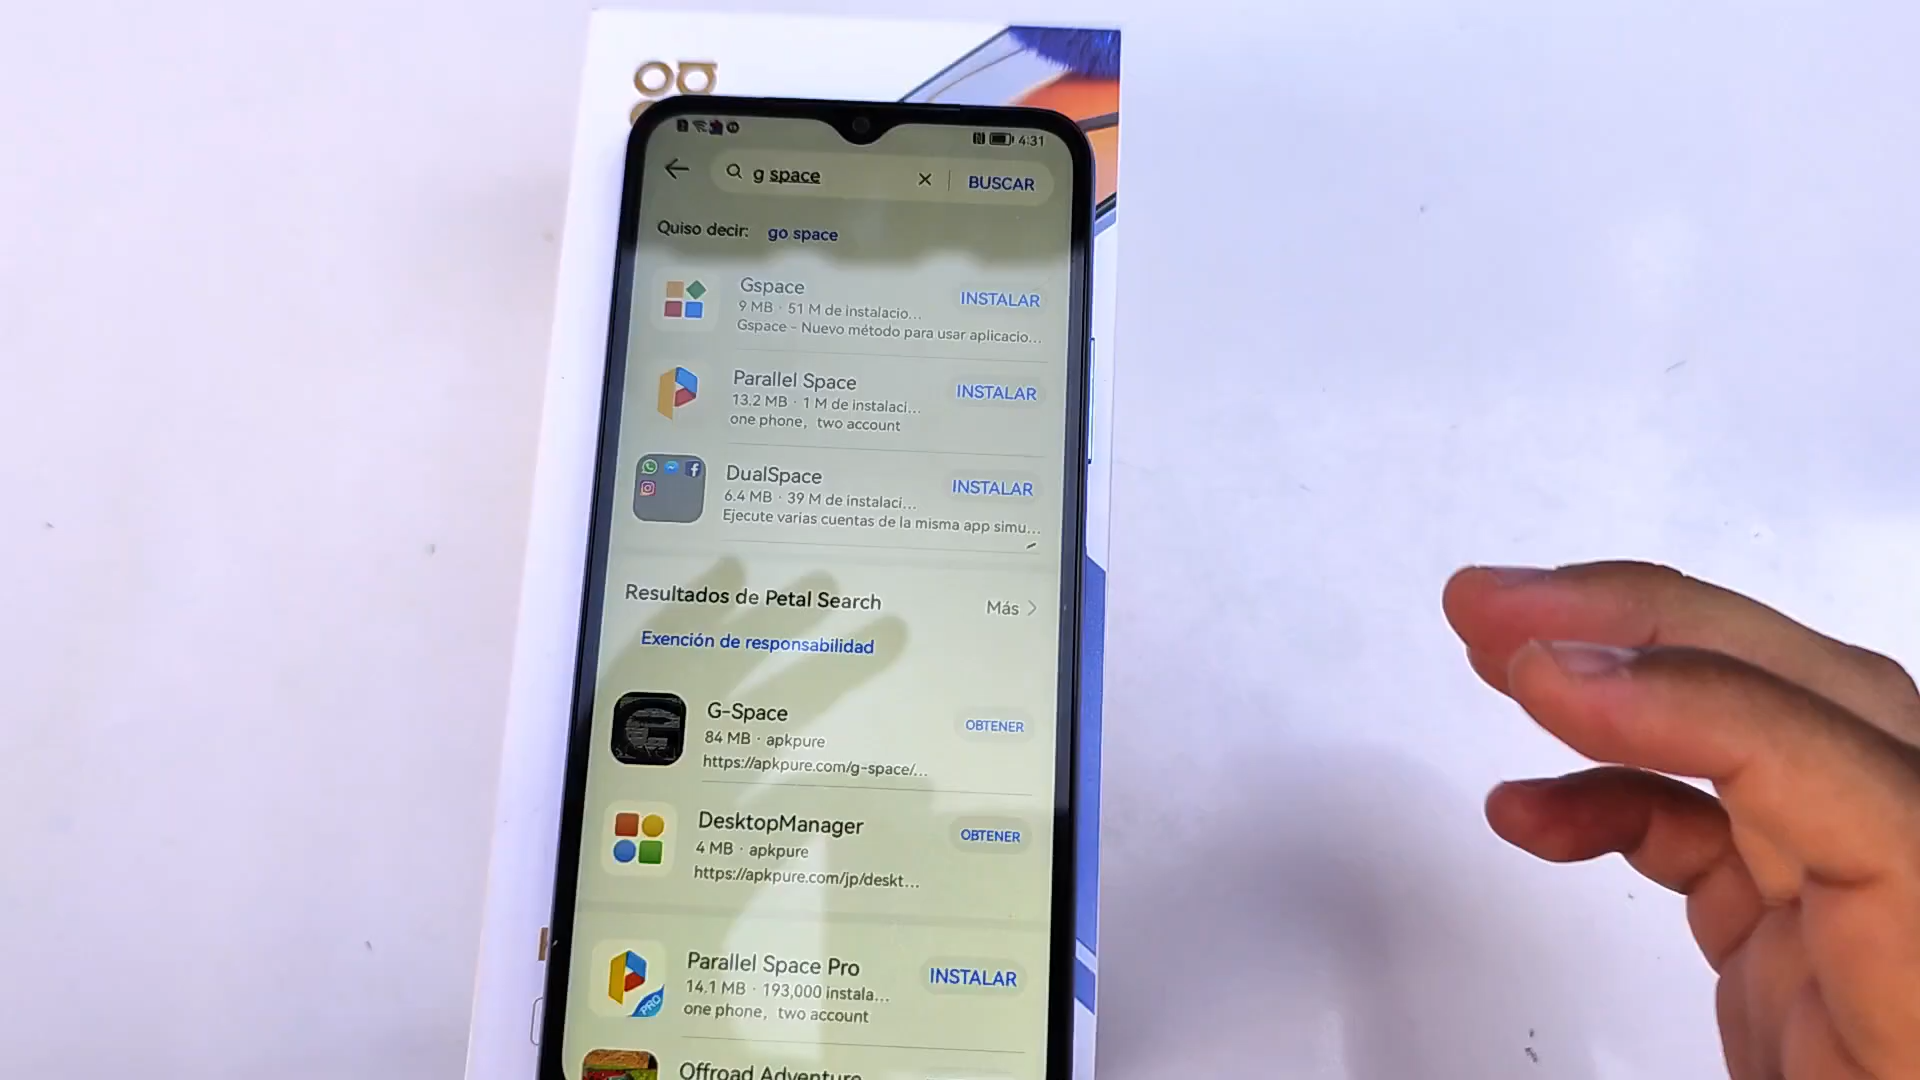 4:31
g space
BUSCAR
Quiso decir: go space
Gspace
INSTALAR
9 MB · 51 M de instalacio...
Gspace - Nuevo método para usar aplicacio...
Parallel Space
INSTALAR
13.2 MB · 1 M de instalaci...
one phone, two account
DualSpace
INSTALAR
6.4 MB · 39 M de instalaci...
Ejecute varias cuentas de la misma app simu...
Resultados de Petal Search
Más
Exención de responsabilidad
G-Space
OBTENER
84 MB · apkpure
https://apkpure.com/g-space/...
DesktopManager
OBTENER
4 MB · apkpure
https://apkpure.com/jp/deskt...
Parallel Space Pro
INSTALAR
14.1 MB · 193,000 instala...
PRO
one phone, two account
Offroad Adventure